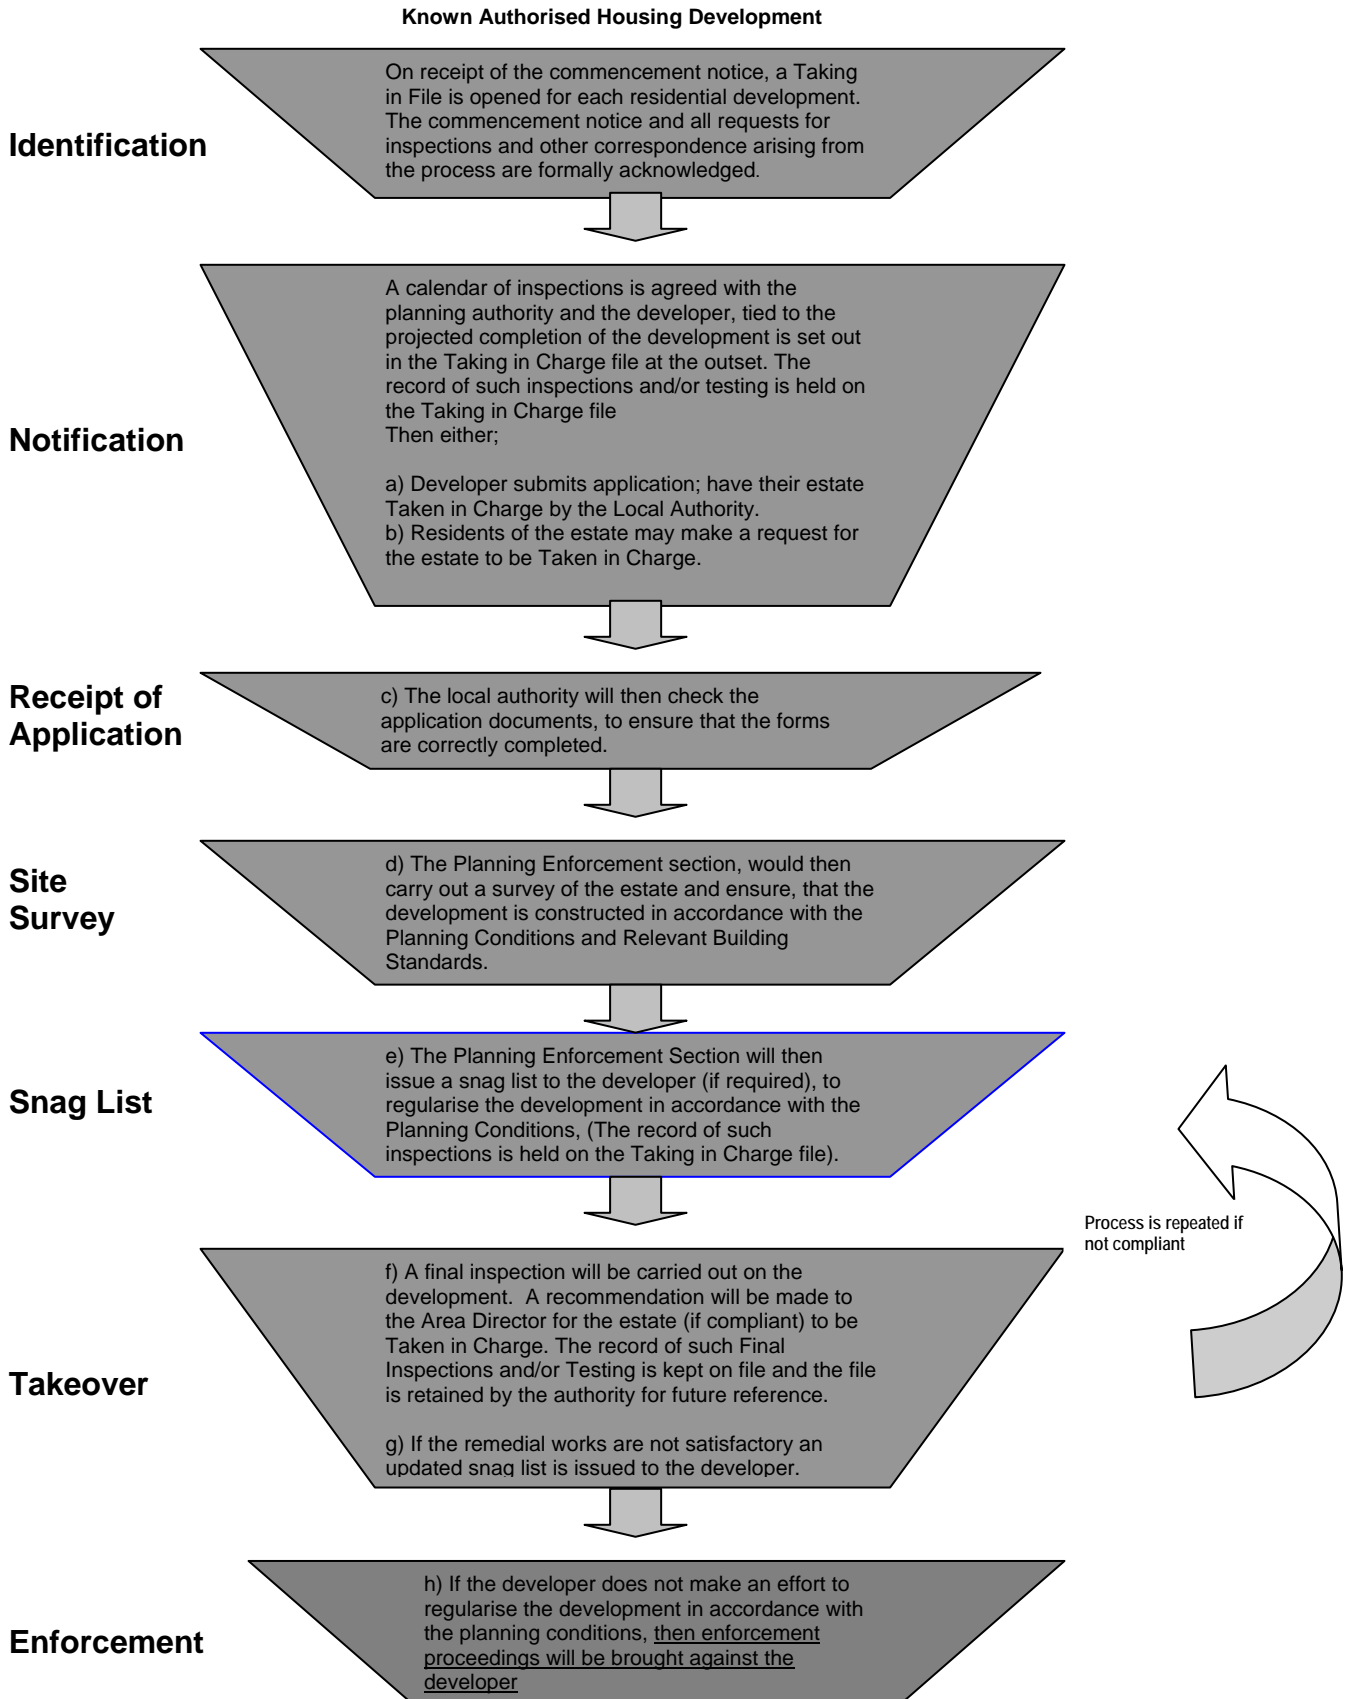 Known Authorised Housing Development
Identification
On receipt of the commencement notice, a Taking
in File is opened for each residential development.
The commencement notice and all requests for
inspections and other correspondence arising from
the process are formally acknowledged.
Notification
A calendar of inspections is agreed with the
planning authority and the developer, tied to the
projected completion of the development is set out
in the Taking in Charge file at the outset. The
record of such inspections and/or testing is held on
the Taking in Charge file
Then either;
a) Developer submits application; have their estate
Taken in Charge by the Local Authority.
b) Residents of the estate may make a request for
the estate to be Taken in Charge.
Receipt of
Application
c) The local authority will then check the
application documents, to ensure that the forms
are correctly completed.
Site
Survey
d) The Planning Enforcement section, would then
carry out a survey of the estate and ensure, that the
development is constructed in accordance with the
Planning Conditions and Relevant Building
Standards.
Snag List
e) The Planning Enforcement Section will then
issue a snag list to the developer (if required), to
regularise the development in accordance with the
Planning Conditions, (The record of such
inspections is held on the Taking in Charge file).
Process is repeated if
not compliant
Takeover
f) A final inspection will be carried out on the
development. A recommendation will be made to
the Area Director for the estate (if compliant) to be
Taken in Charge. The record of such Final
Inspections and/or Testing is kept on file and the file
is retained by the authority for future reference.
g) If the remedial works are not satisfactory an
updated snag list is issued to the developer.
Enforcement
h) If the developer does not make an effort to
regularise the development in accordance with
the planning conditions, then enforcement
proceedings will be brought against the
developer